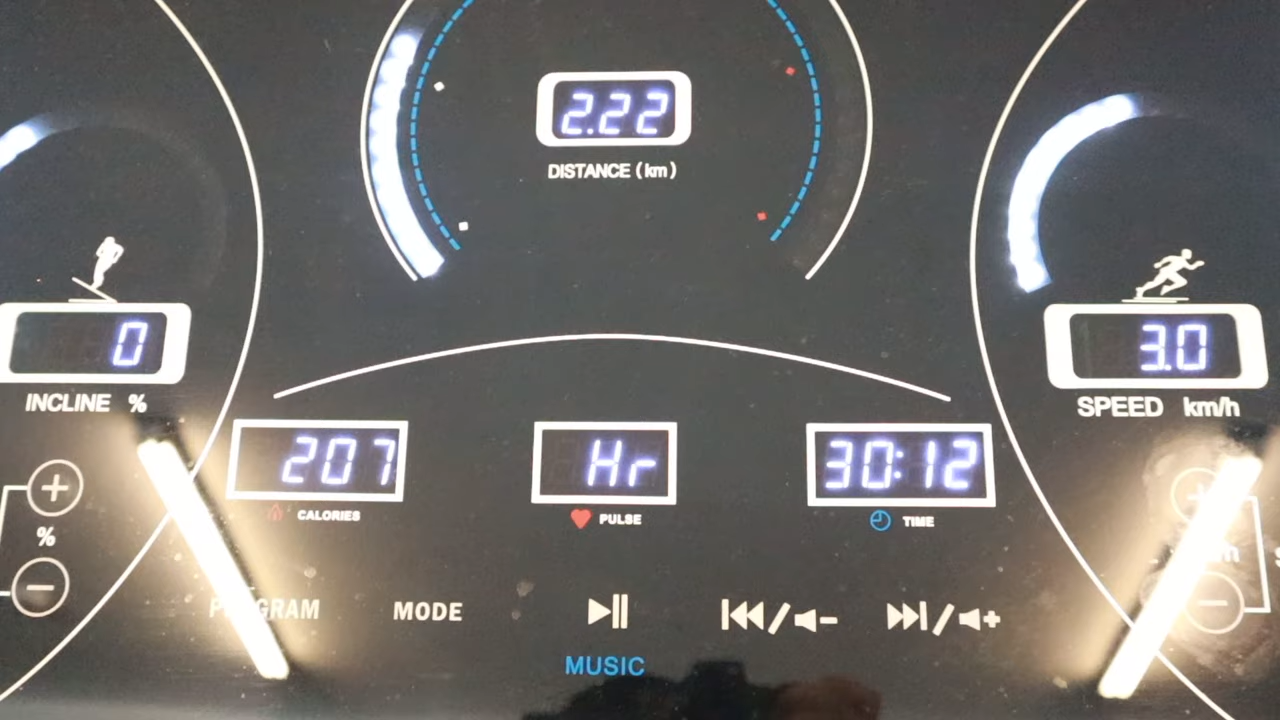 2.22
DISTANCE (km)
0
INCLINE %
3.0
SPEED km/h
207
CALORIES
Hr
PULSE
30:12
TIME
%
PROGRAM
MODE
MUSIC